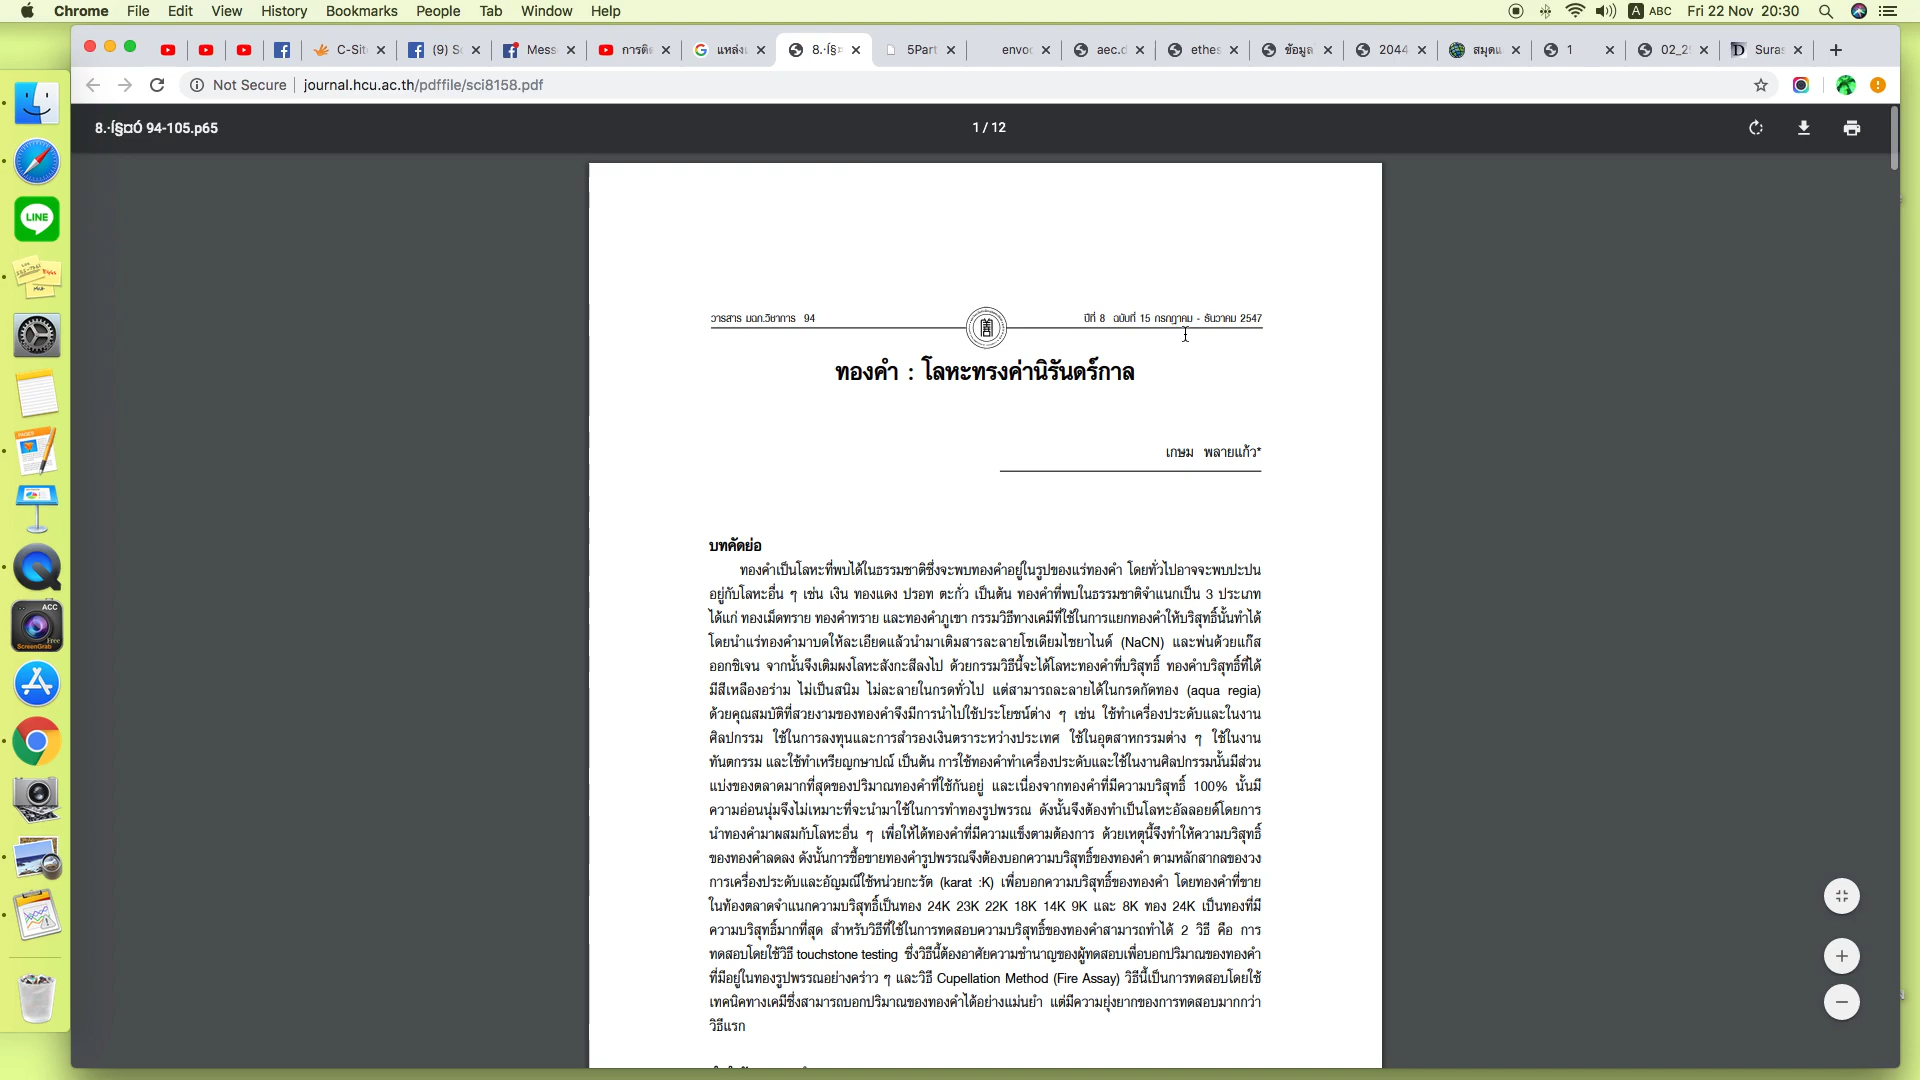 Chrome File Edit View History Bookmarks People Tab Window Help
A ABC Fri 22 Nov 20:30
C-Sit
(9) S
Mess
การติ
แหล่ง
5Part
envoc
aec.c
ethes
ข้อมูล
2044
สมุดแ
1
02_2
Suras
Not Secure journal.hcu.ac.th/pdffile/sci8158.pdf
8.·Í§¤Ó 94-105.p65
1 / 12
วารสาร มฉก.วิชาการ 94
ปีที่ 8 ฉบับที่ 15 กรกฎาคม - ธันวาคม 2547
ทองคำ : โลหะทรงค่านิรันดร์กาล
เกษม พลายแก้ว*
บทคัดย่อ
ทองคำเป็นโลหะที่พบได้ในธรรมชาติซึ่งจะพบทองคำอยู่ในรูปของแร่ทองคำ โดยทั่วไปอาจจะพบปะปน
อยู่กับโลหะอื่น ๆ เช่น เงิน ทองแดง ปรอท ตะกั่ว เป็นต้น ทองคำที่พบในธรรมชาติจำแนกเป็น 3 ประเภท
ได้แก่ ทองเม็ดทราย ทองคำทราย และทองคำภูเขา กรรมวิธีทางเคมีที่ใช้ในการแยกทองคำให้บริสุทธิ์นั้นทำได้
โดยนำแร่ทองคำมาบดให้ละเอียดแล้วนำมาเติมสารละลายโซเดียมไซยาไนด์ (NaCN) และพ่นด้วยแก๊ส
ออกซิเจน จากนั้นจึงเติมผงโลหะสังกะสีลงไป ด้วยกรรมวิธีนี้จะได้โลหะทองคำที่บริสุทธิ์ ทองคำบริสุทธิ์ที่ได้
มีสีเหลืองอร่าม ไม่เป็นสนิม ไม่ละลายในกรดทั่วไป แต่สามารถละลายได้ในกรดกัดทอง (aqua regia)
ด้วยคุณสมบัติที่สวยงามของทองคำจึงมีการนำไปใช้ประโยชน์ต่าง ๆ เช่น ใช้ทำเครื่องประดับและในงาน
ศิลปกรรม ใช้ในการลงทุนและการสำรองเงินตราระหว่างประเทศ ใช้ในอุตสาหกรรมต่าง ๆ ใช้ในงาน
ทันตกรรม และใช้ทำเหรียญกษาปณ์ เป็นต้น การใช้ทองคำทำเครื่องประดับและใช้ในงานศิลปกรรมนั้นมีส่วน
แบ่งของตลาดมากที่สุดของปริมาณทองคำที่ใช้กันอยู่ และเนื่องจากทองคำที่มีความบริสุทธิ์ 100% นั้นมี
ความอ่อนนุ่มจึงไม่เหมาะที่จะนำมาใช้ในการทำทองรูปพรรณ ดังนั้นจึงต้องทำเป็นโลหะอัลลอยด์โดยการ
นำทองคำมาผสมกับโลหะอื่น ๆ เพื่อให้ได้ทองคำที่มีความแข็งตามต้องการ ด้วยเหตุนี้จึงทำให้ความบริสุทธิ์
ของทองคำลดลง ดังนั้นการซื้อขายทองคำรูปพรรณจึงต้องบอกความบริสุทธิ์ของทองคำ ตามหลักสากลของวง
การเครื่องประดับและอัญมณีใช้หน่วยกะรัต (karat :K) เพื่อบอกความบริสุทธิ์ของทองคำ โดยทองคำที่ขาย
ในท้องตลาดจำแนกความบริสุทธิ์เป็นทอง 24K 23K 22K 18K 14K 9K และ 8K ทอง 24K เป็นทองที่มี
ความบริสุทธิ์มากที่สุด สำหรับวิธีที่ใช้ในการทดสอบความบริสุทธิ์ของทองคำสามารถทำได้ 2 วิธี คือ การ
ทดสอบโดยใช้วิธี touchstone testing ซึ่งวิธีนี้ต้องอาศัยความชำนาญของผู้ทดสอบเพื่อบอกปริมาณของทองคำ
ที่มีอยู่ในทองรูปพรรณอย่างคร่าว ๆ และวิธี Cupellation Method (Fire Assay) วิธีนี้เป็นการทดสอบโดยใช้
เทคนิคทางเคมีซึ่งสามารถบอกปริมาณของทองคำได้อย่างแม่นยำ แต่มีความยุ่งยากของการทดสอบมากกว่า
วิธีแรก
LINE
PAGES
ACC
ScreenGrab
Free